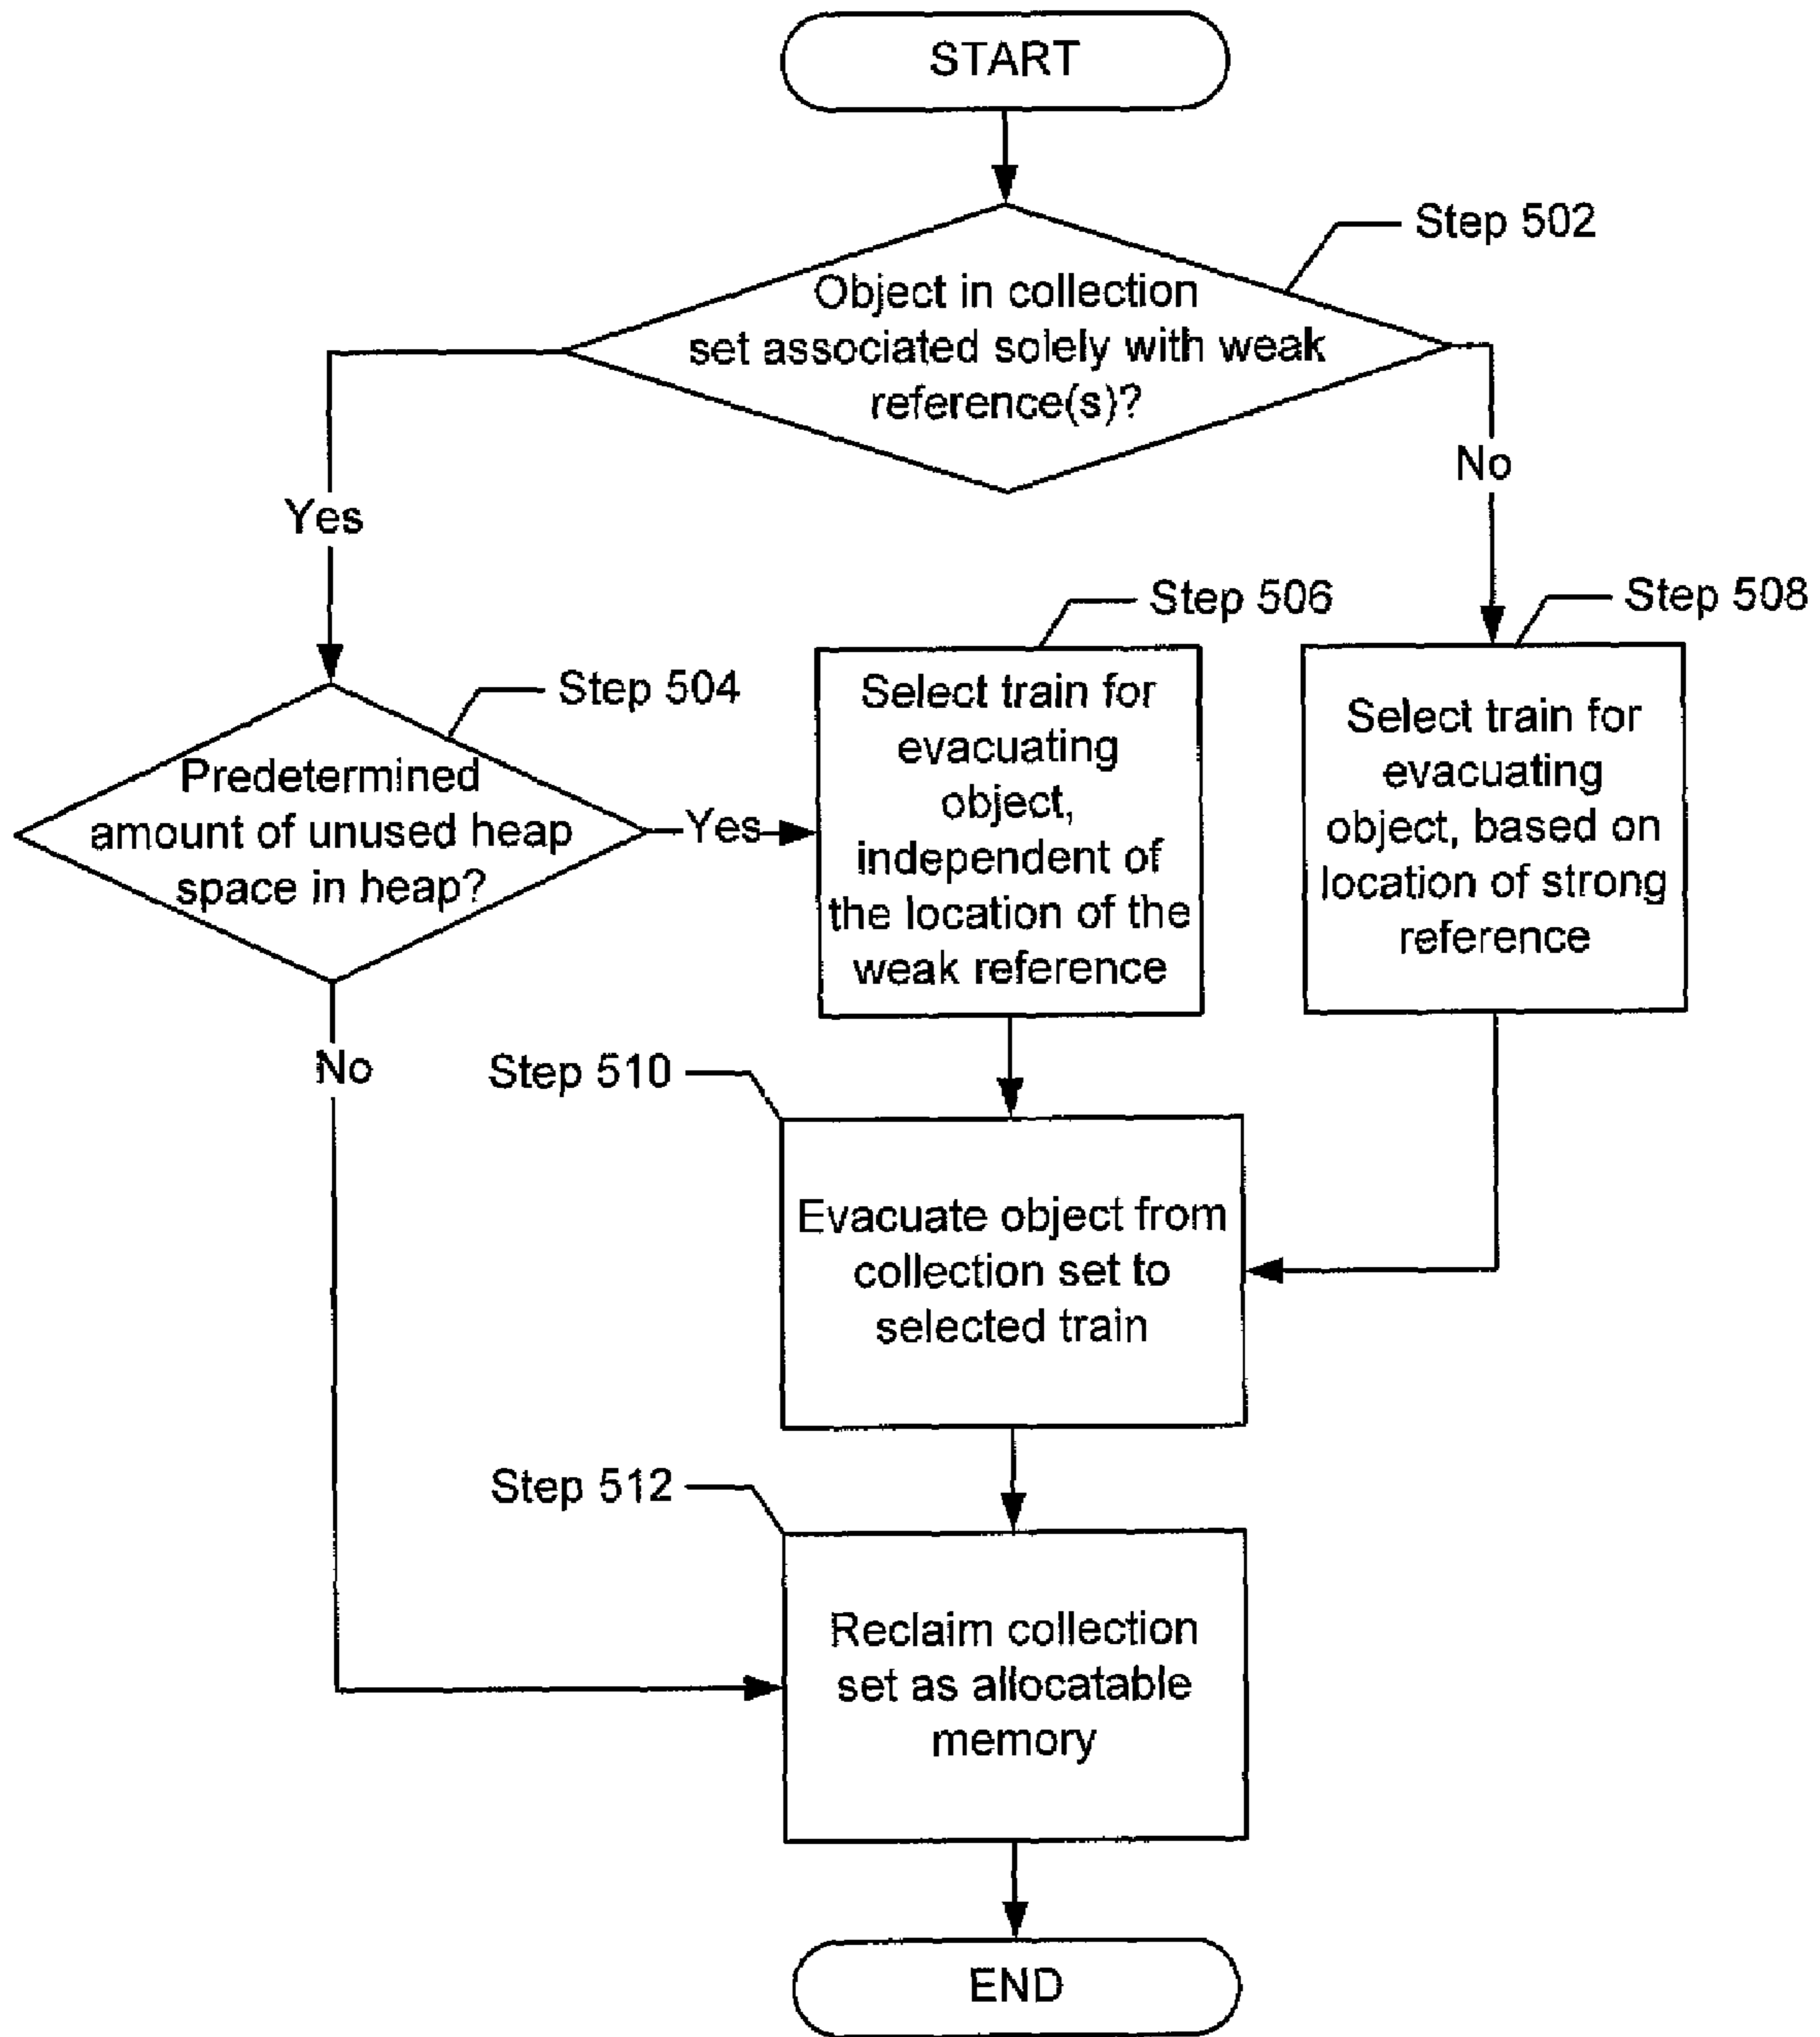 START
Step 502
Object in collection
set associated solely with weak
reference(s)?
Yes
No
Step 504
Predetermined
amount of unused heap
space in heap?
Yes
No
Step 506
Select train for
evacuating
object,
independent of
the location of the
weak reference
Step 508
Select train for
evacuating
object, based on
location of strong
reference
Step 510
Evacuate object from
collection set to
selected train
Step 512
Reclaim collection
set as allocatable
memory
END